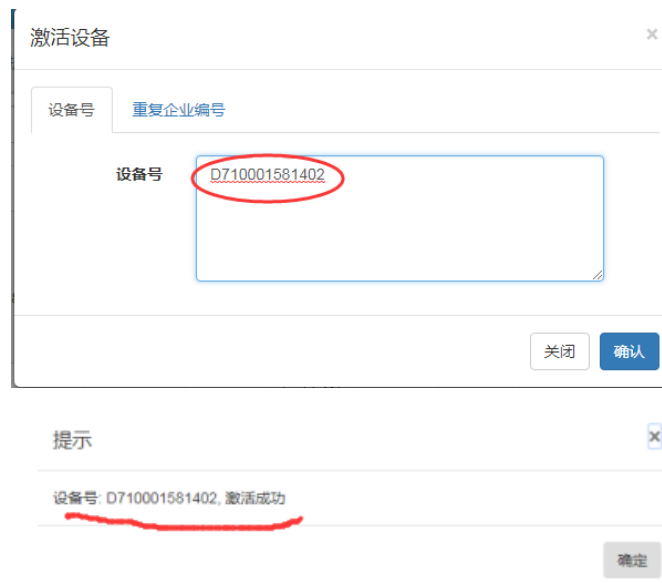 激活设备
×
设备号 重复企业编号
设备号 D710001581402
关闭 确认
提示
×
设备号: D710001581402, 激活成功
确定